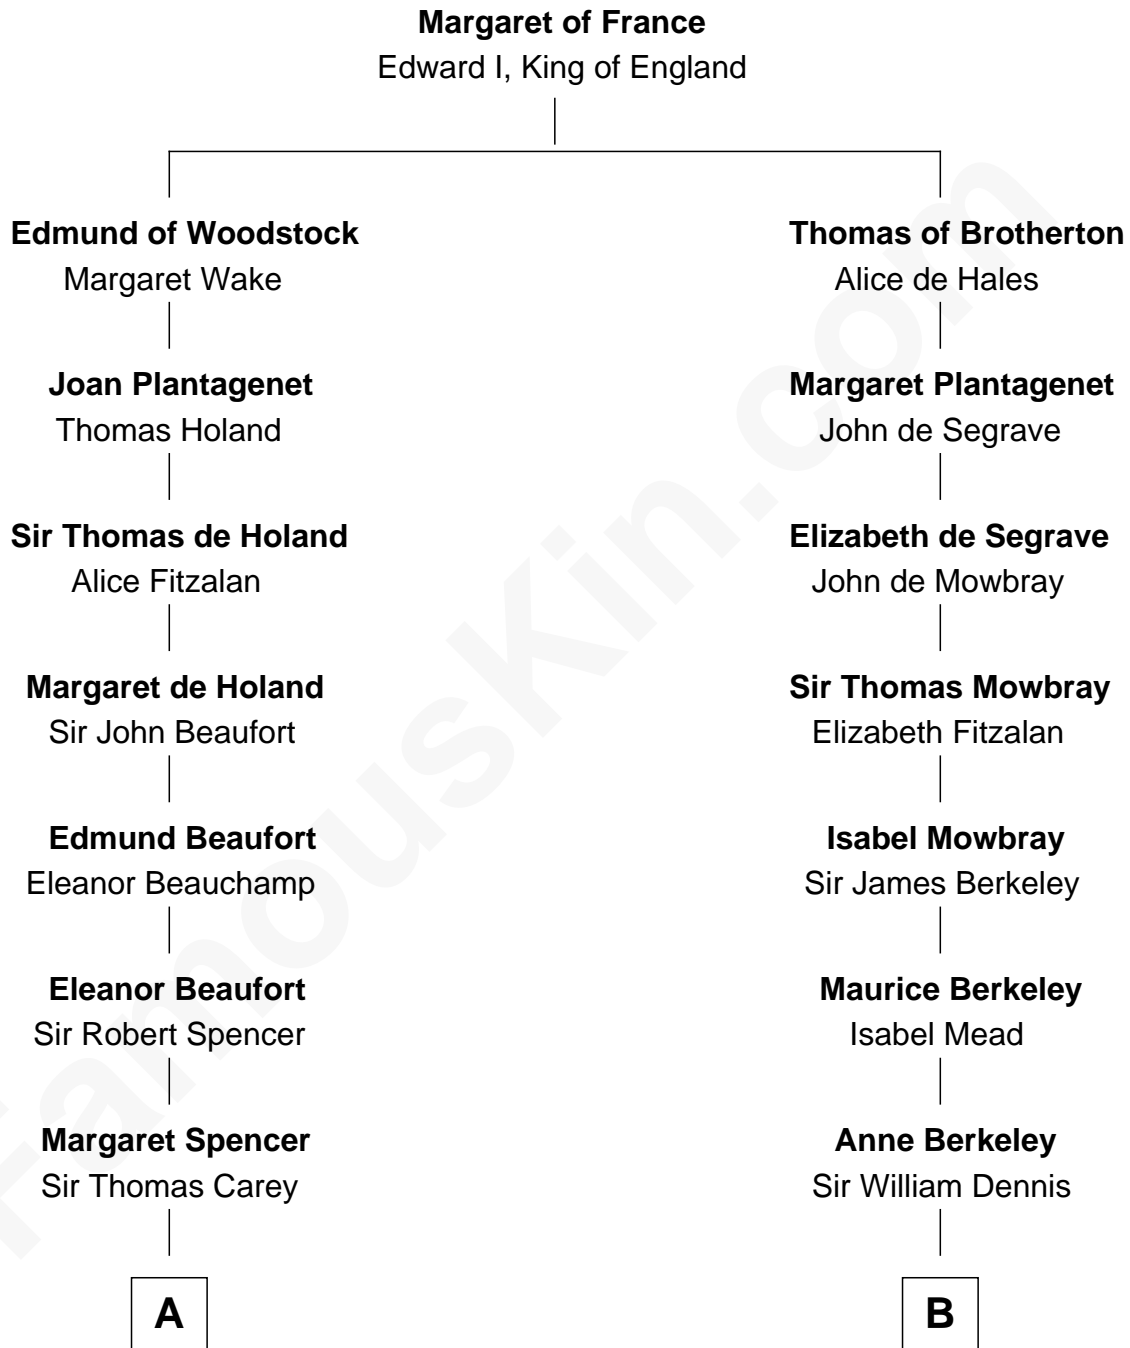 Margaret of France
Edward I, King of England
Edmund of Woodstock
Margaret Wake
Joan Plantagenet
Thomas Holand
Sir Thomas de Holand
Alice Fitzalan
Margaret de Holand
Sir John Beaufort
Edmund Beaufort
Eleanor Beauchamp
Eleanor Beaufort
Sir Robert Spencer
Margaret Spencer
Sir Thomas Carey
A
Thomas of Brotherton
Alice de Hales
Margaret Plantagenet
John de Segrave
Elizabeth de Segrave
John de Mowbray
Sir Thomas Mowbray
Elizabeth Fitzalan
Isabel Mowbray
Sir James Berkeley
Maurice Berkeley
Isabel Mead
Anne Berkeley
Sir William Dennis
B
FamousKin.com